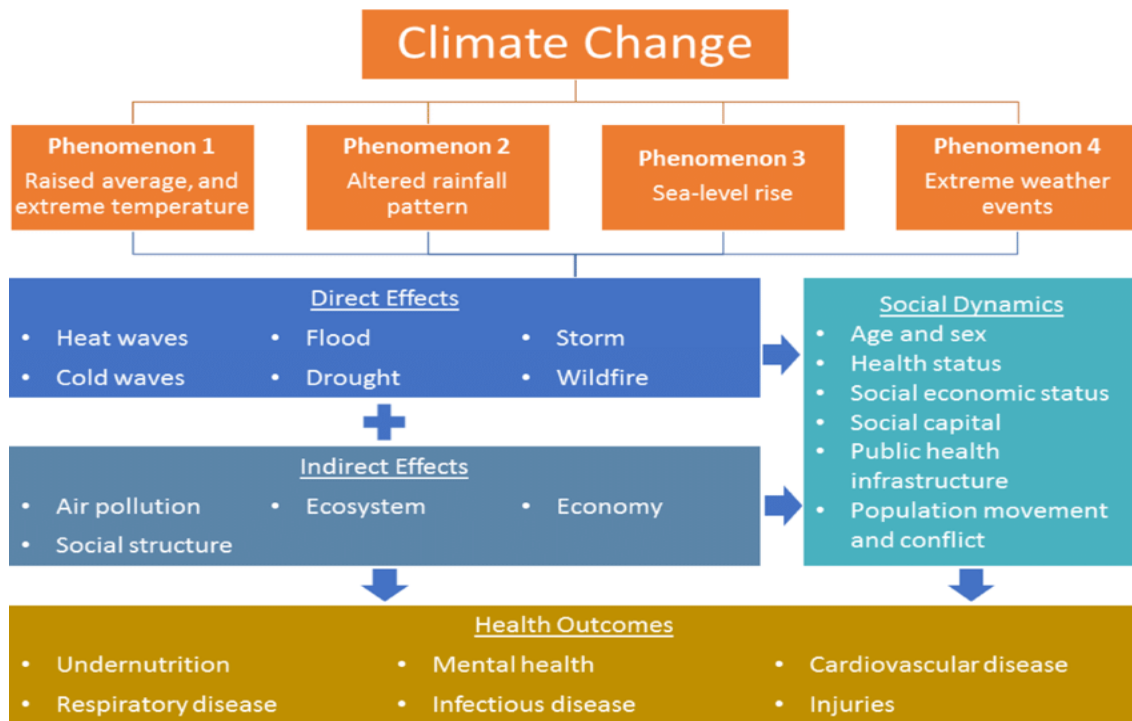 Climate Change
Phenomenon 1
Raised average, and
extreme temperature
Phenomenon 2
Altered rainfall
pattern
Phenomenon 3
Sea-level rise
Phenomenon 4
Extreme weather
events
Direct Effects
• Heat waves
• Cold waves
• Flood
• Drought
• Storm
• Wildfire
Indirect Effects
• Air pollution
• Social structure
• Ecosystem
• Economy
Social Dynamics
• Age and sex
• Health status
• Social economic status
• Social capital
• Public health
infrastructure
• Population movement
and conflict
Health Outcomes
• Undernutrition
• Respiratory disease
• Mental health
• Infectious disease
• Cardiovascular disease
• Injuries